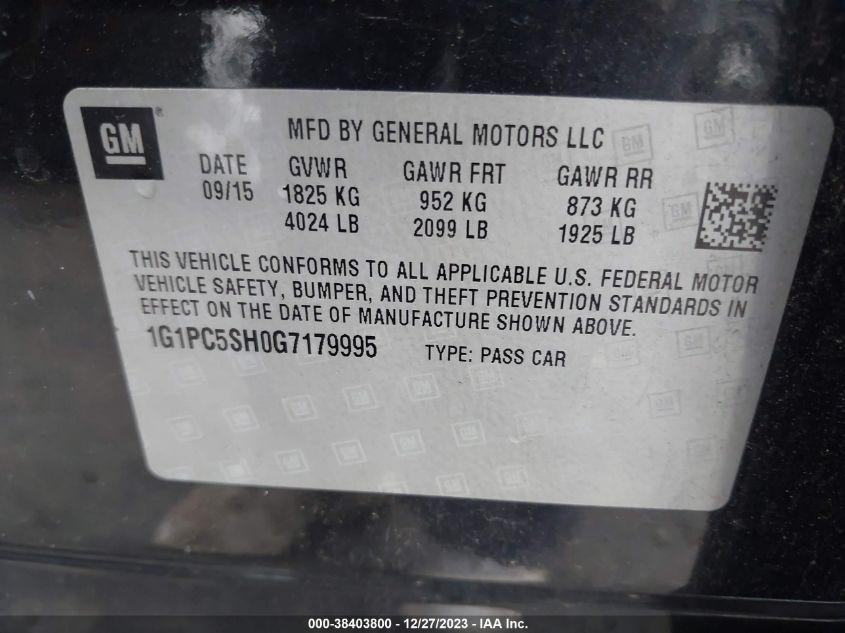 GM®
MFD BY GENERAL MOTORS LLC
DATE GVWR GAWR FRT GAWR RR
09/15 1825 KG 952 KG 873 KG
4024 LB 2099 LB 1925 LB
THIS VEHICLE CONFORMS TO ALL APPLICABLE U.S. FEDERAL MOTOR
VEHICLE SAFETY, BUMPER, AND THEFT PREVENTION STANDARDS IN
EFFECT ON THE DATE OF MANUFACTURE SHOWN ABOVE.
1G1PC5SH0G7179995 TYPE: PASS CAR
000-38403800 - 12/27/2023 - IAA Inc.